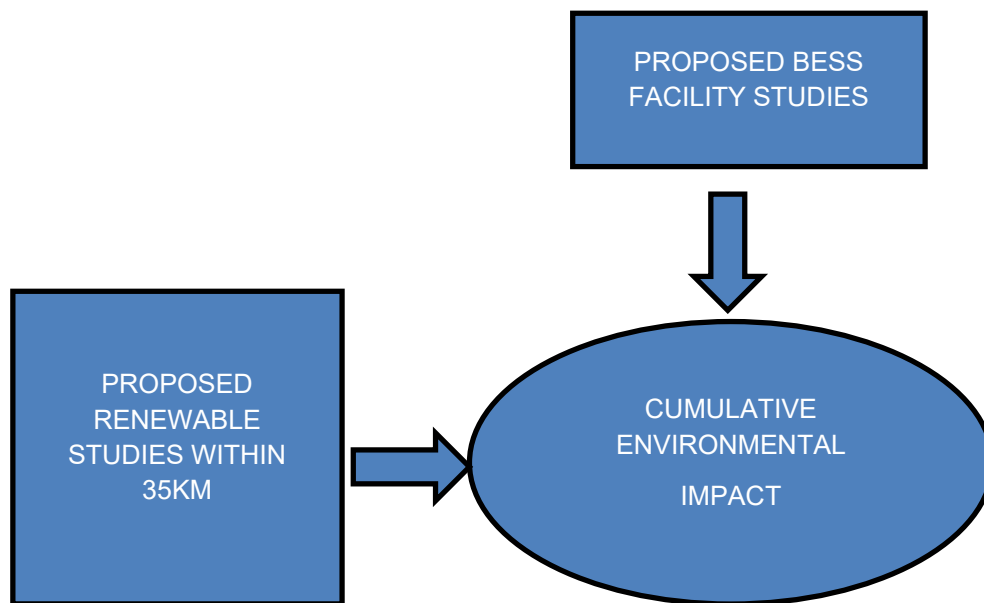 PROPOSED BESS
FACILITY STUDIES
PROPOSED
RENEWABLE
STUDIES WITHIN
35KM
CUMULATIVE
ENVIRONMENTAL
IMPACT